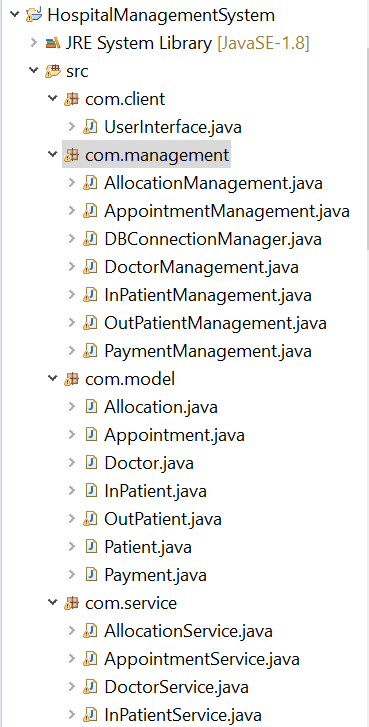 HospitalManagementSystem
JRE System Library [JavaSE-1.8]
src
com.client
UserInterface.java
com.management
AllocationManagement.java
AppointmentManagement.java
DBConnectionManager.java
DoctorManagement.java
InPatientManagement.java
OutPatientManagement.java
PaymentManagement.java
com.model
Allocation.java
Appointment.java
Doctor.java
InPatient.java
OutPatient.java
Patient.java
Payment.java
com.service
AllocationService.java
AppointmentService.java
DoctorService.java
InPatientService.java